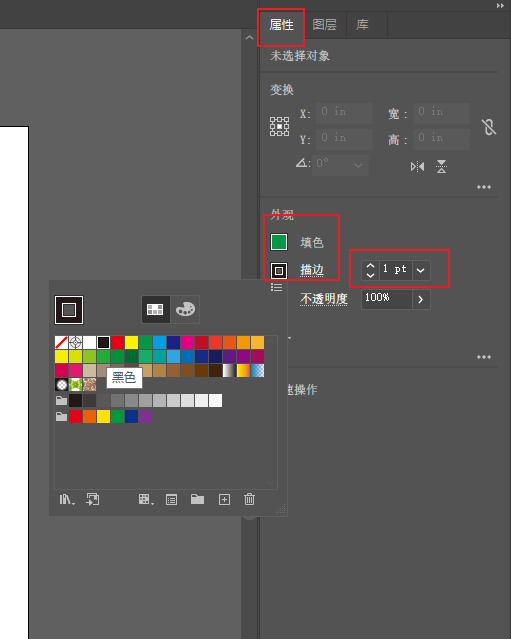 属性 图层 库
未选择对象
变换
X: 0 in 宽: 0 in
Y: 0 in 高: 0 in
0°
外观
填色
描边 1 pt
不透明度 100%
黑色
速操作